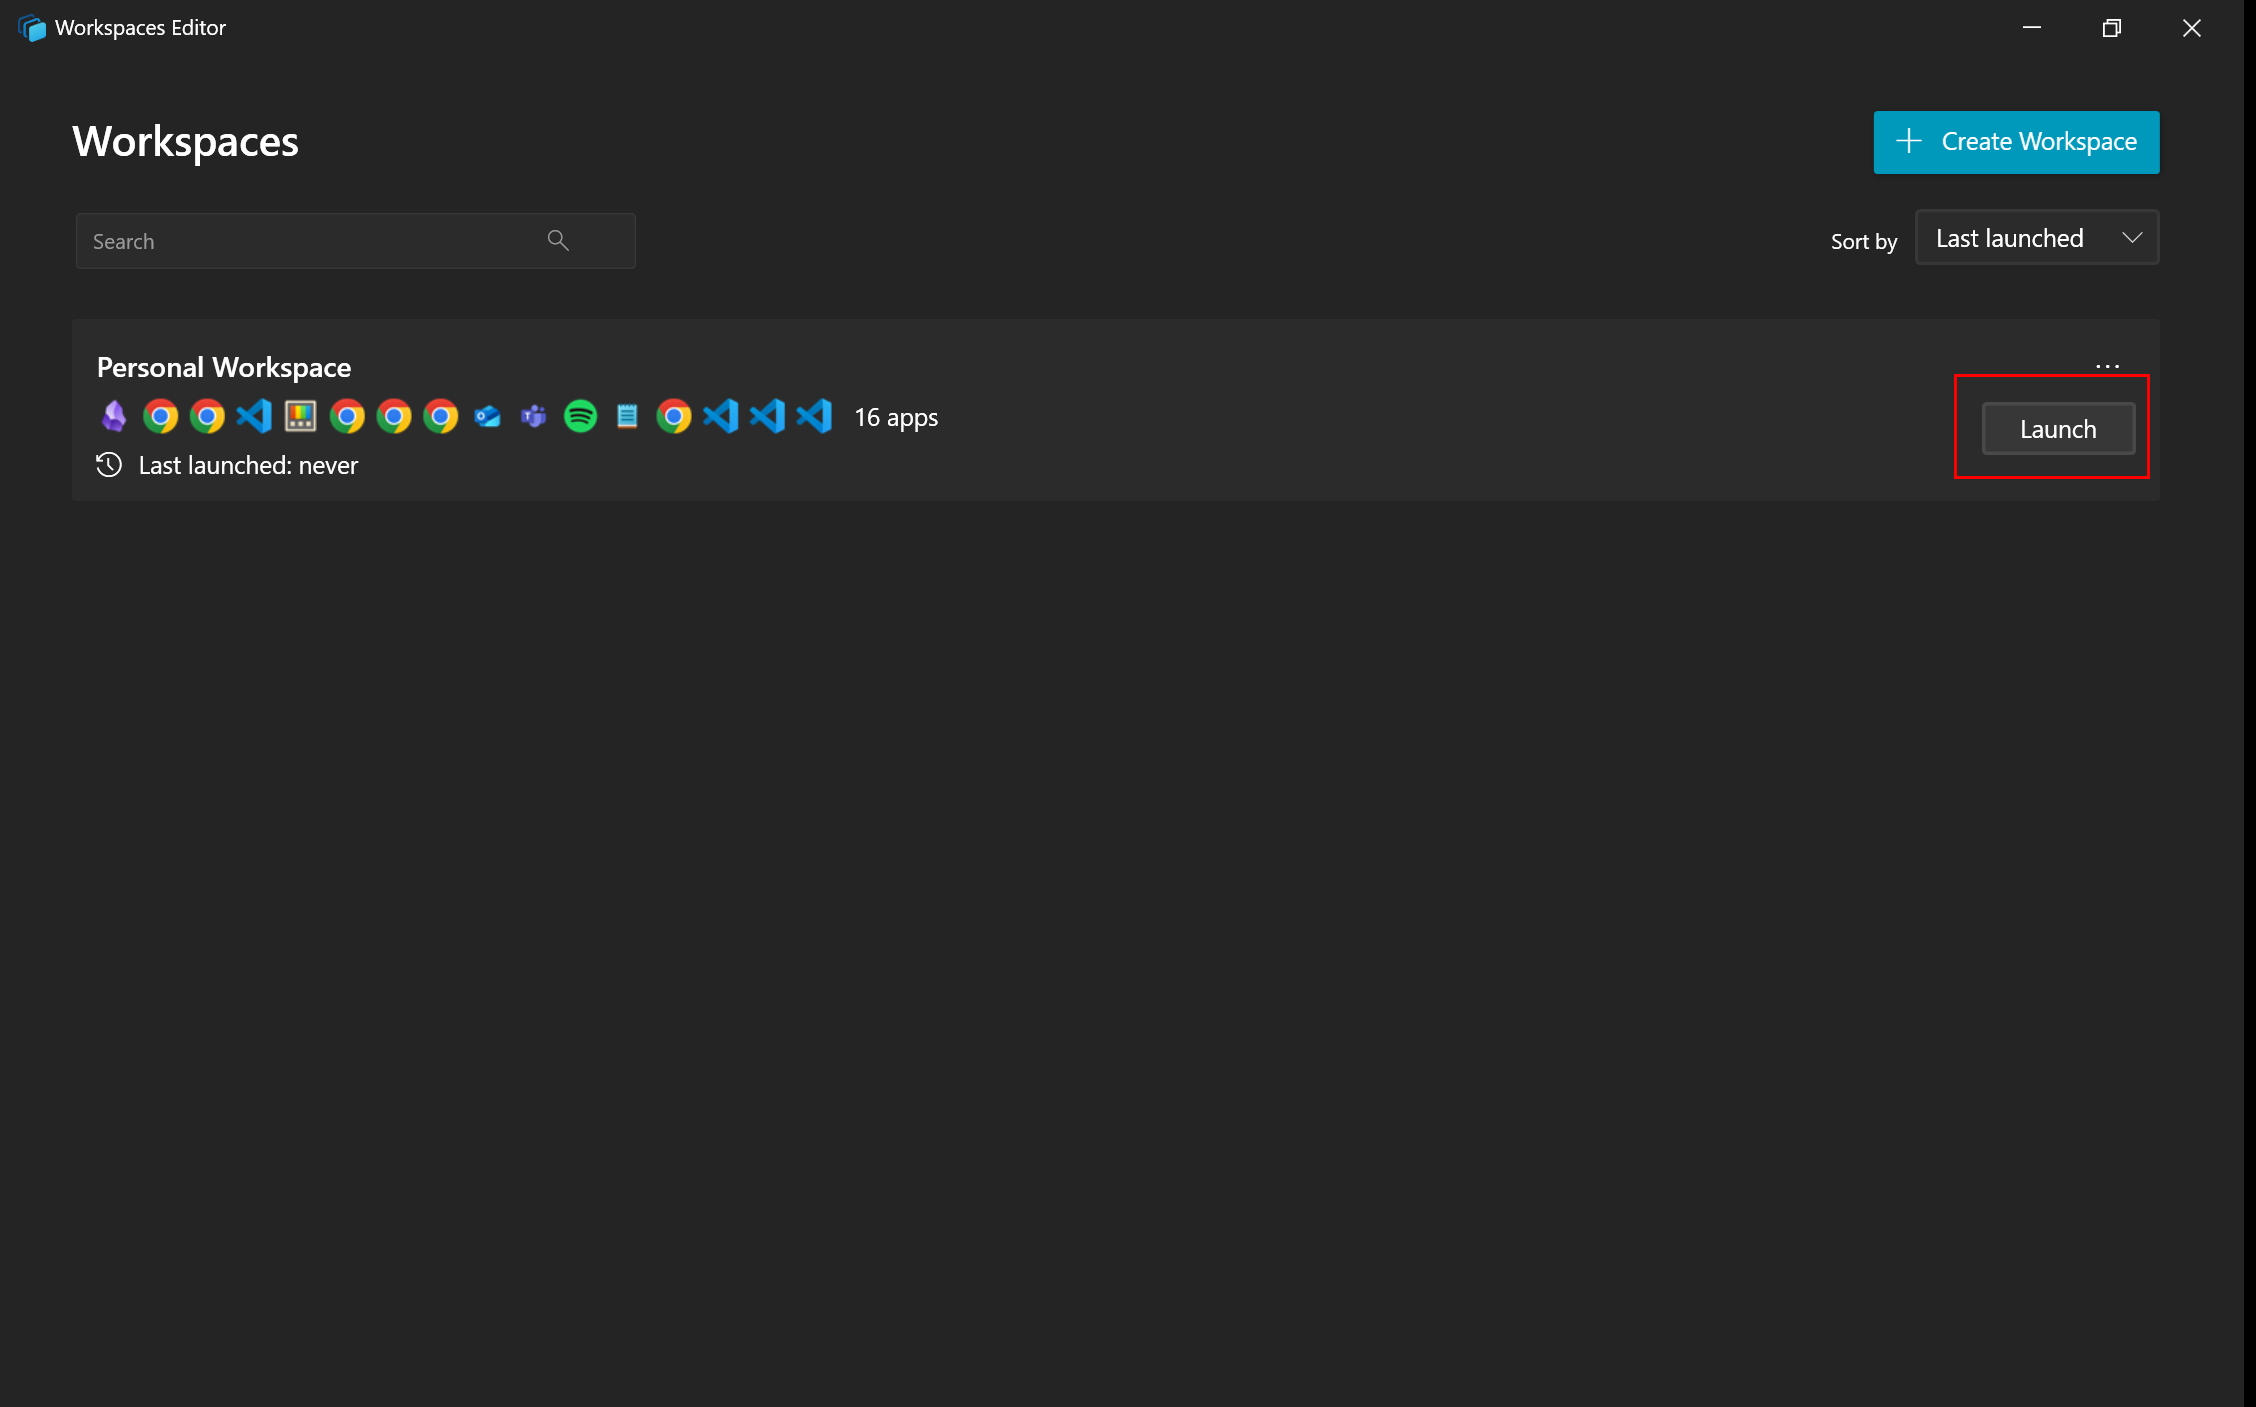 Workspaces Editor
Workspaces
Create Workspace
Search
Sort by
Last launched
Personal Workspace
...
16 apps
Launch
Last launched: never